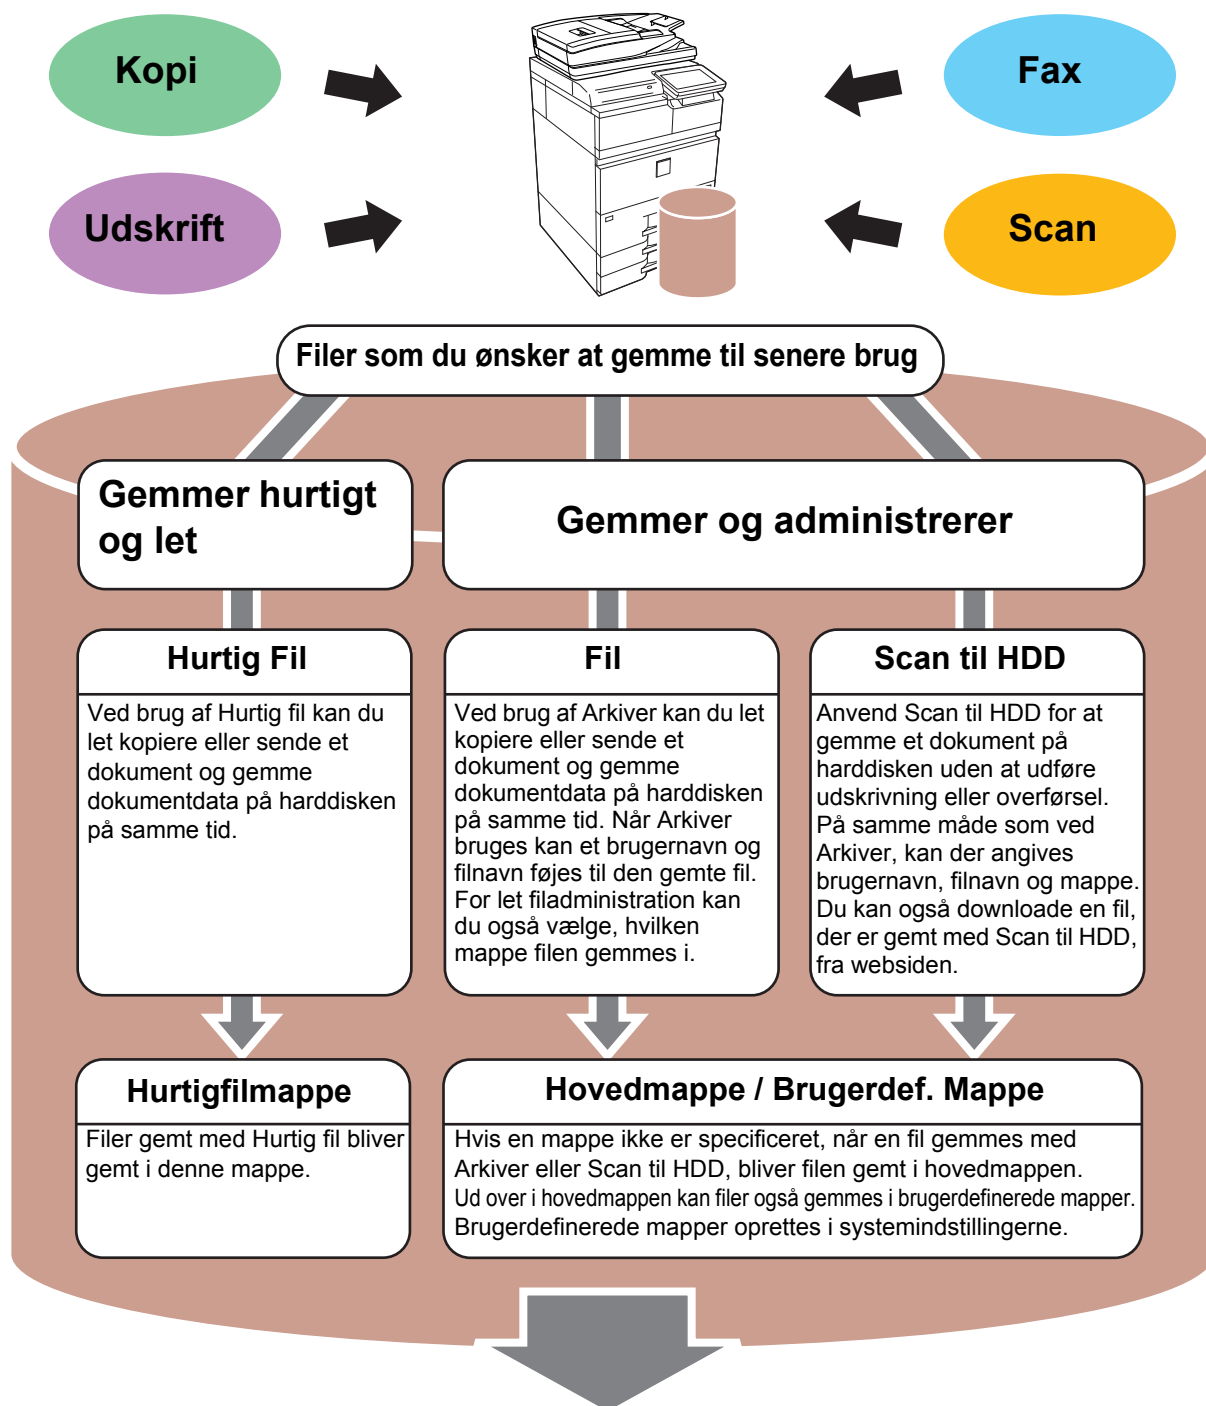 Kopi
Fax
Udskrift
Scan
Filer som du ønsker at gemme til senere brug
Gemmer hurtigt
og let
Gemmer og administrerer
Hurtig Fil
Ved brug af Hurtig fil kan du
let kopiere eller sende et
dokument og gemme
dokumentdata på harddisken
på samme tid.
Fil
Ved brug af Arkiver kan du let
kopiere eller sende et
dokument og gemme
dokumentdata på harddisken
på samme tid. Når Arkiver
bruges kan et brugernavn og
filnavn føjes til den gemte fil.
For let filadministration kan
du også vælge, hvilken
mappe filen gemmes i.
Scan til HDD
Anvend Scan til HDD for at
gemme et dokument på
harddisken uden at udføre
udskrivning eller overførsel.
På samme måde som ved
Arkiver, kan der angives
brugernavn, filnavn og mappe.
Du kan også downloade en fil,
der er gemt med Scan til HDD,
fra websiden.
Hurtigfilmappe
Filer gemt med Hurtig fil bliver
gemt i denne mappe.
Hovedmappe / Brugerdef. Mappe
Hvis en mappe ikke er specificeret, når en fil gemmes med
Arkiver eller Scan til HDD, bliver filen gemt i hovedmappen.
Ud over i hovedmappen kan filer også gemmes i brugerdefinerede mapper.
Brugerdefinerede mapper oprettes i systemindstillingerne.